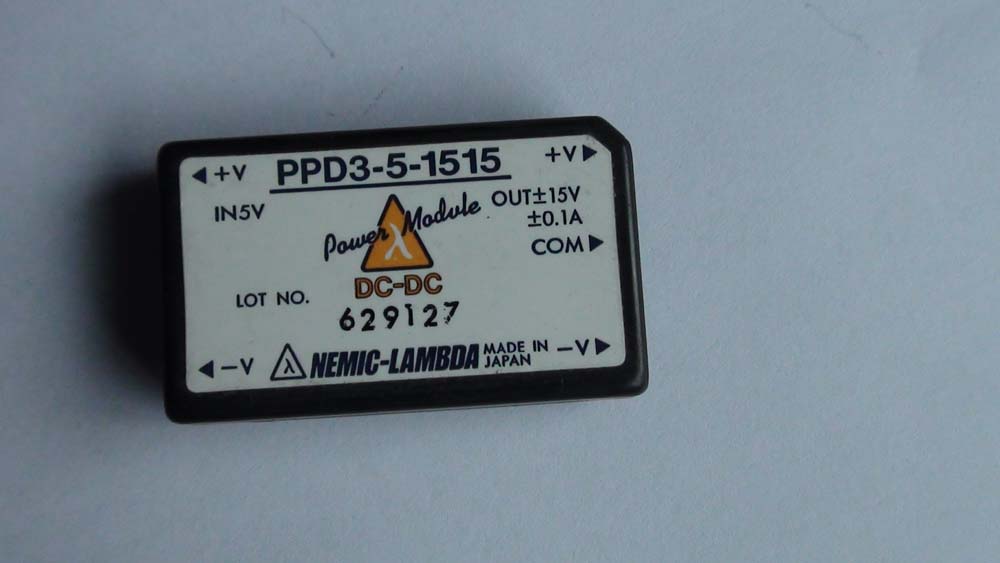 ◀+V PPD3-5-1515 +V▶
IN5V
OUT±15V
±0.1A
Power Module
λ
COM▶
DC-DC
LOT NO.
629127
◀−V λ NEMIC-LAMBDA MADE IN JAPAN −V▶